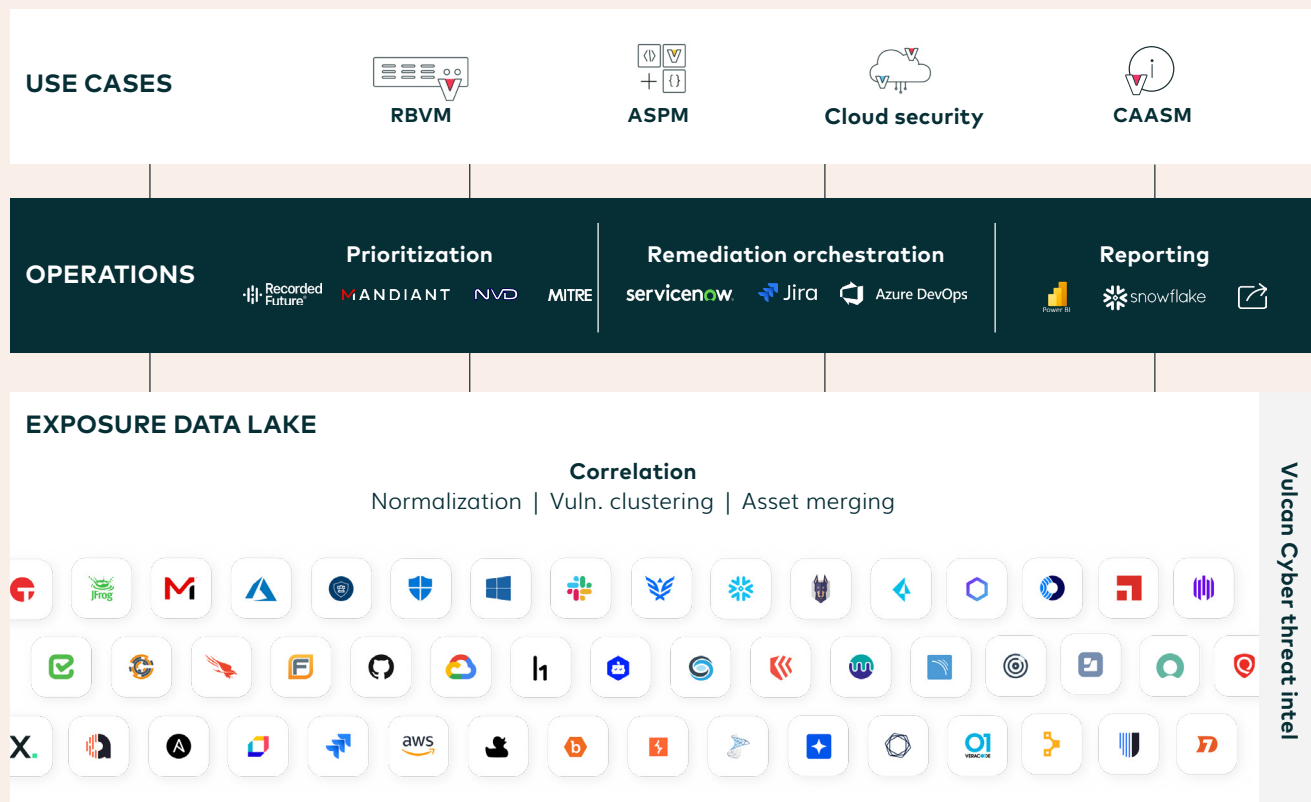 USE CASES
RBVM
ASPM
Cloud security
CAASM
OPERATIONS
Prioritization
Recorded
Future®
MANDIANT
NVD
MITRE
Remediation orchestration
servicenow
Jira
Azure DevOps
Reporting
Power BI
snowflake
EXPOSURE DATA LAKE
Correlation
Normalization | Vuln. clustering | Asset merging
JFrog
h1
X.
aws
b
01
VERACODE
Vulcan Cyber threat intel